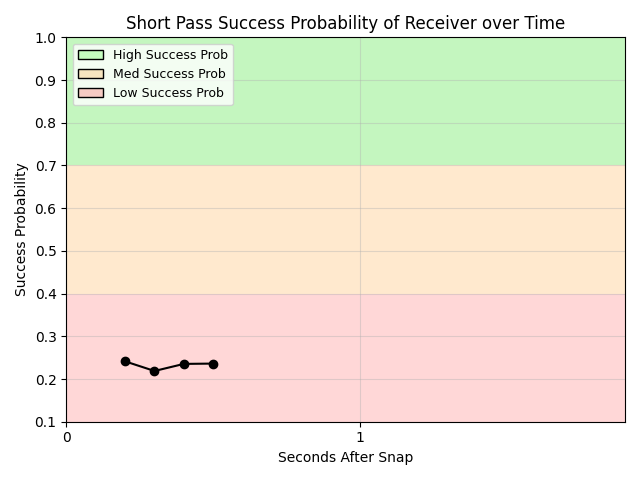 Short Pass Success Probability of Receiver over Time
High Success Prob
Med Success Prob
Low Success Prob
Success Probability
1.0
0.9
0.8
0.7
0.6
0.5
0.4
0.3
0.2
0.1
0
1
Seconds After Snap